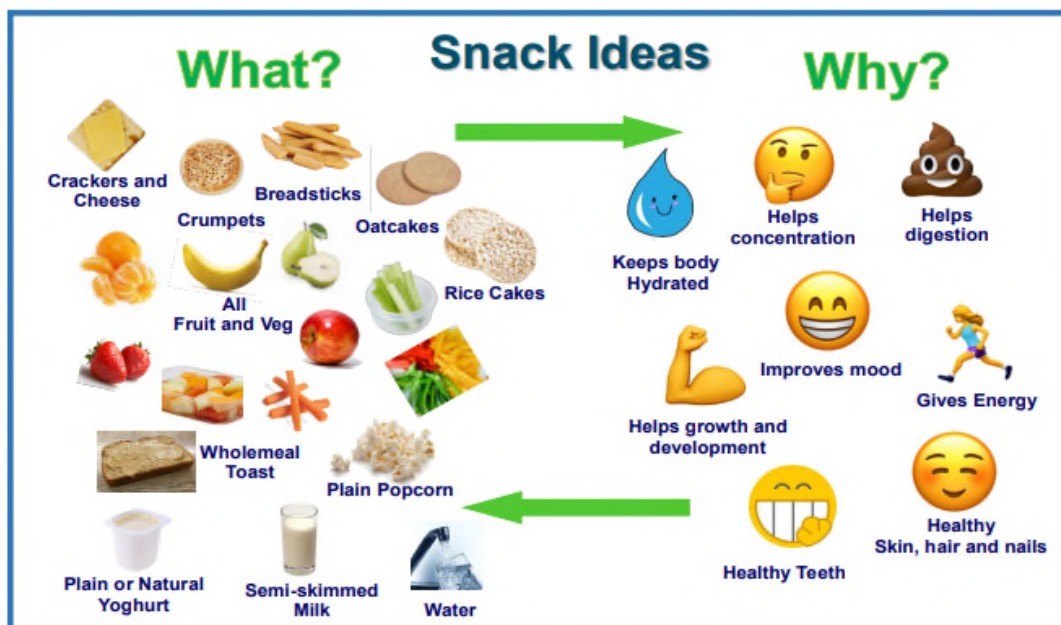 Snack Ideas
What?
Why?
Crackers and
Cheese
Crumpets
Breadsticks
Oatcakes
Rice Cakes
All
Fruit and Veg
Wholemeal
Toast
Plain Popcorn
Plain or Natural
Yoghurt
Semi-skimmed
Milk
Water
Keeps body
Hydrated
Helps
concentration
Helps
digestion
Improves mood
Gives Energy
Helps growth and
development
Healthy Teeth
Healthy
Skin, hair and nails